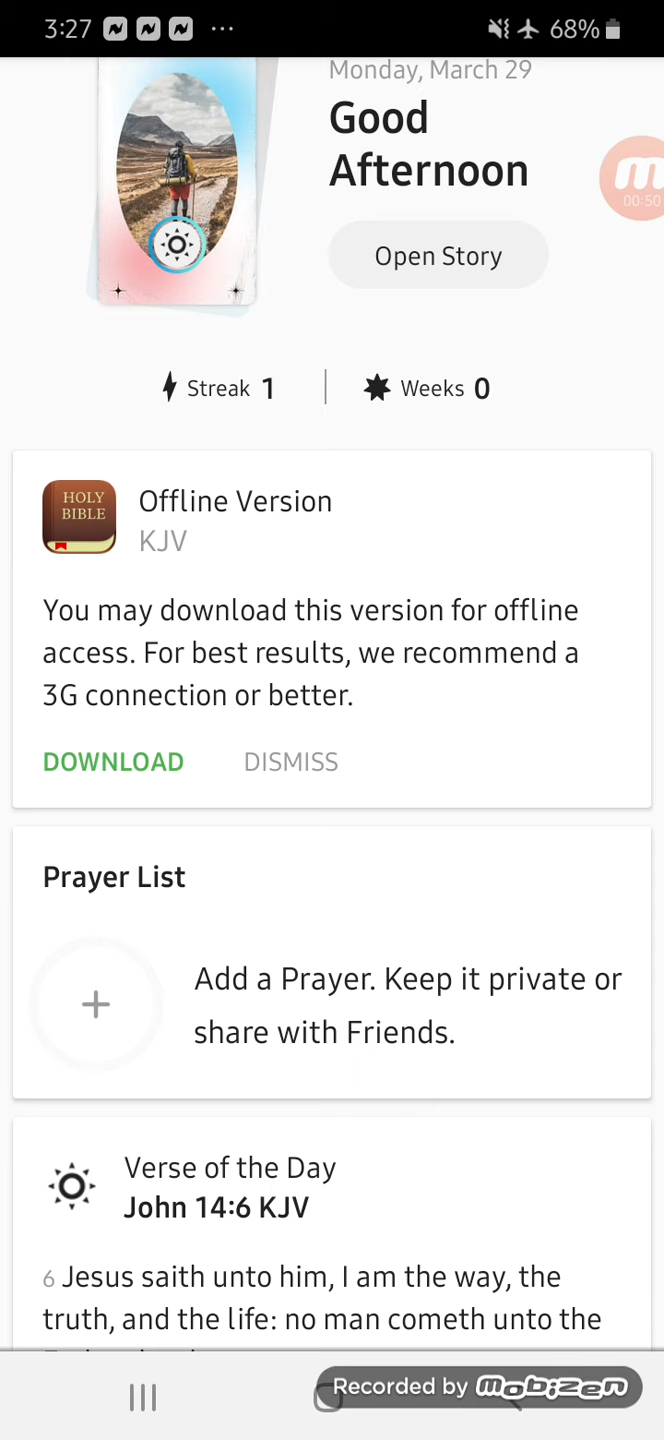 3:27 68%
Monday, March 29
Good
Afternoon
00:50
Open Story
Streak 1 Weeks 0
HOLY
BIBLE
Offline Version
KJV
You may download this version for offline
access. For best results, we recommend a
3G connection or better.
DOWNLOAD DISMISS
Prayer List
Add a Prayer. Keep it private or
share with Friends.
Verse of the Day
John 14:6 KJV
6 Jesus saith unto him, I am the way, the
truth, and the life: no man cometh unto the
Recorded by mobizen